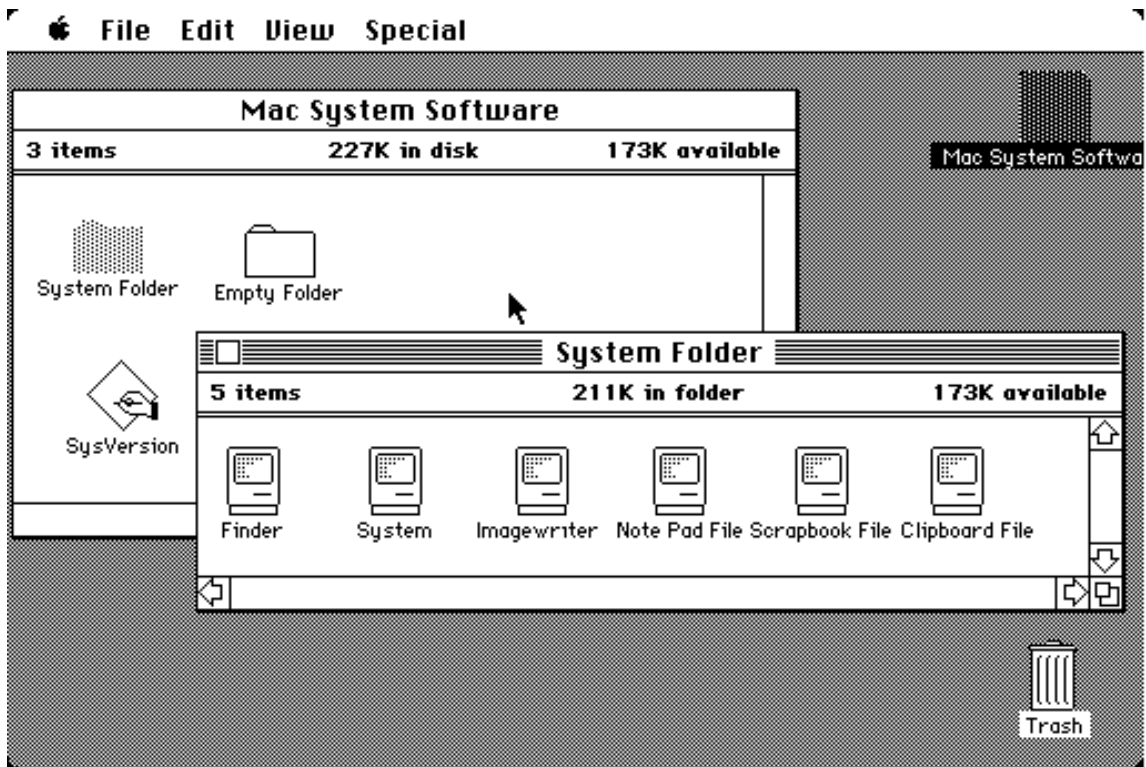 File Edit View Special
Mac System Software
3 items 227K in disk 173K available
Mac System Softwa
System Folder Empty Folder
SysVersion
System Folder
5 items 211K in folder 173K available
Finder System Imagewriter Note Pad File Scrapbook File Clipboard File
Trash